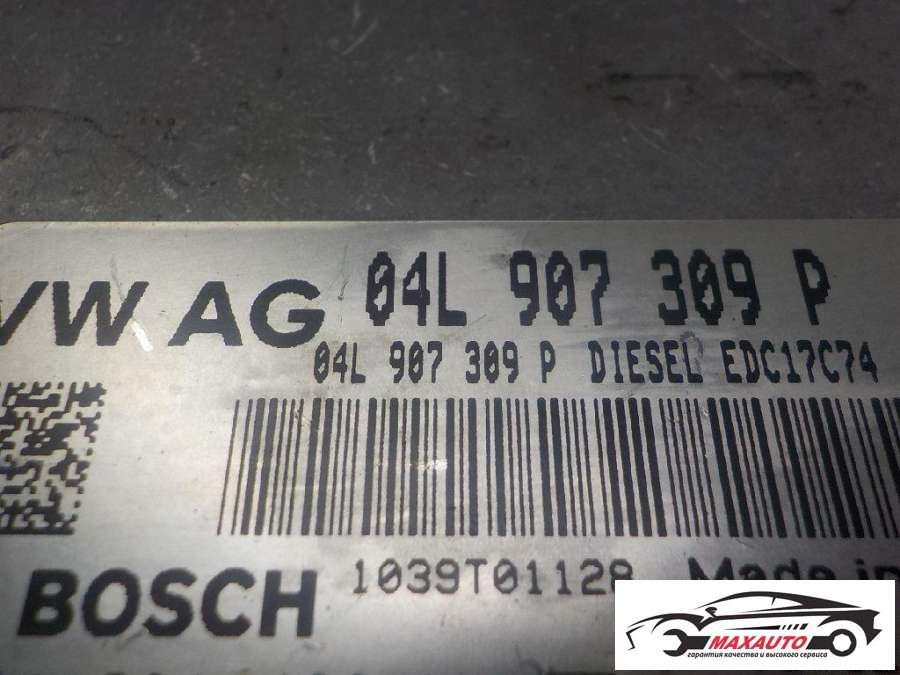 VW AG 04L 907 309 P
04L 907 309 P DIESEL EDC17C74
BOSCH 1039T01128 Made in
MAXAUTO
гарантия качества и высокого сервиса